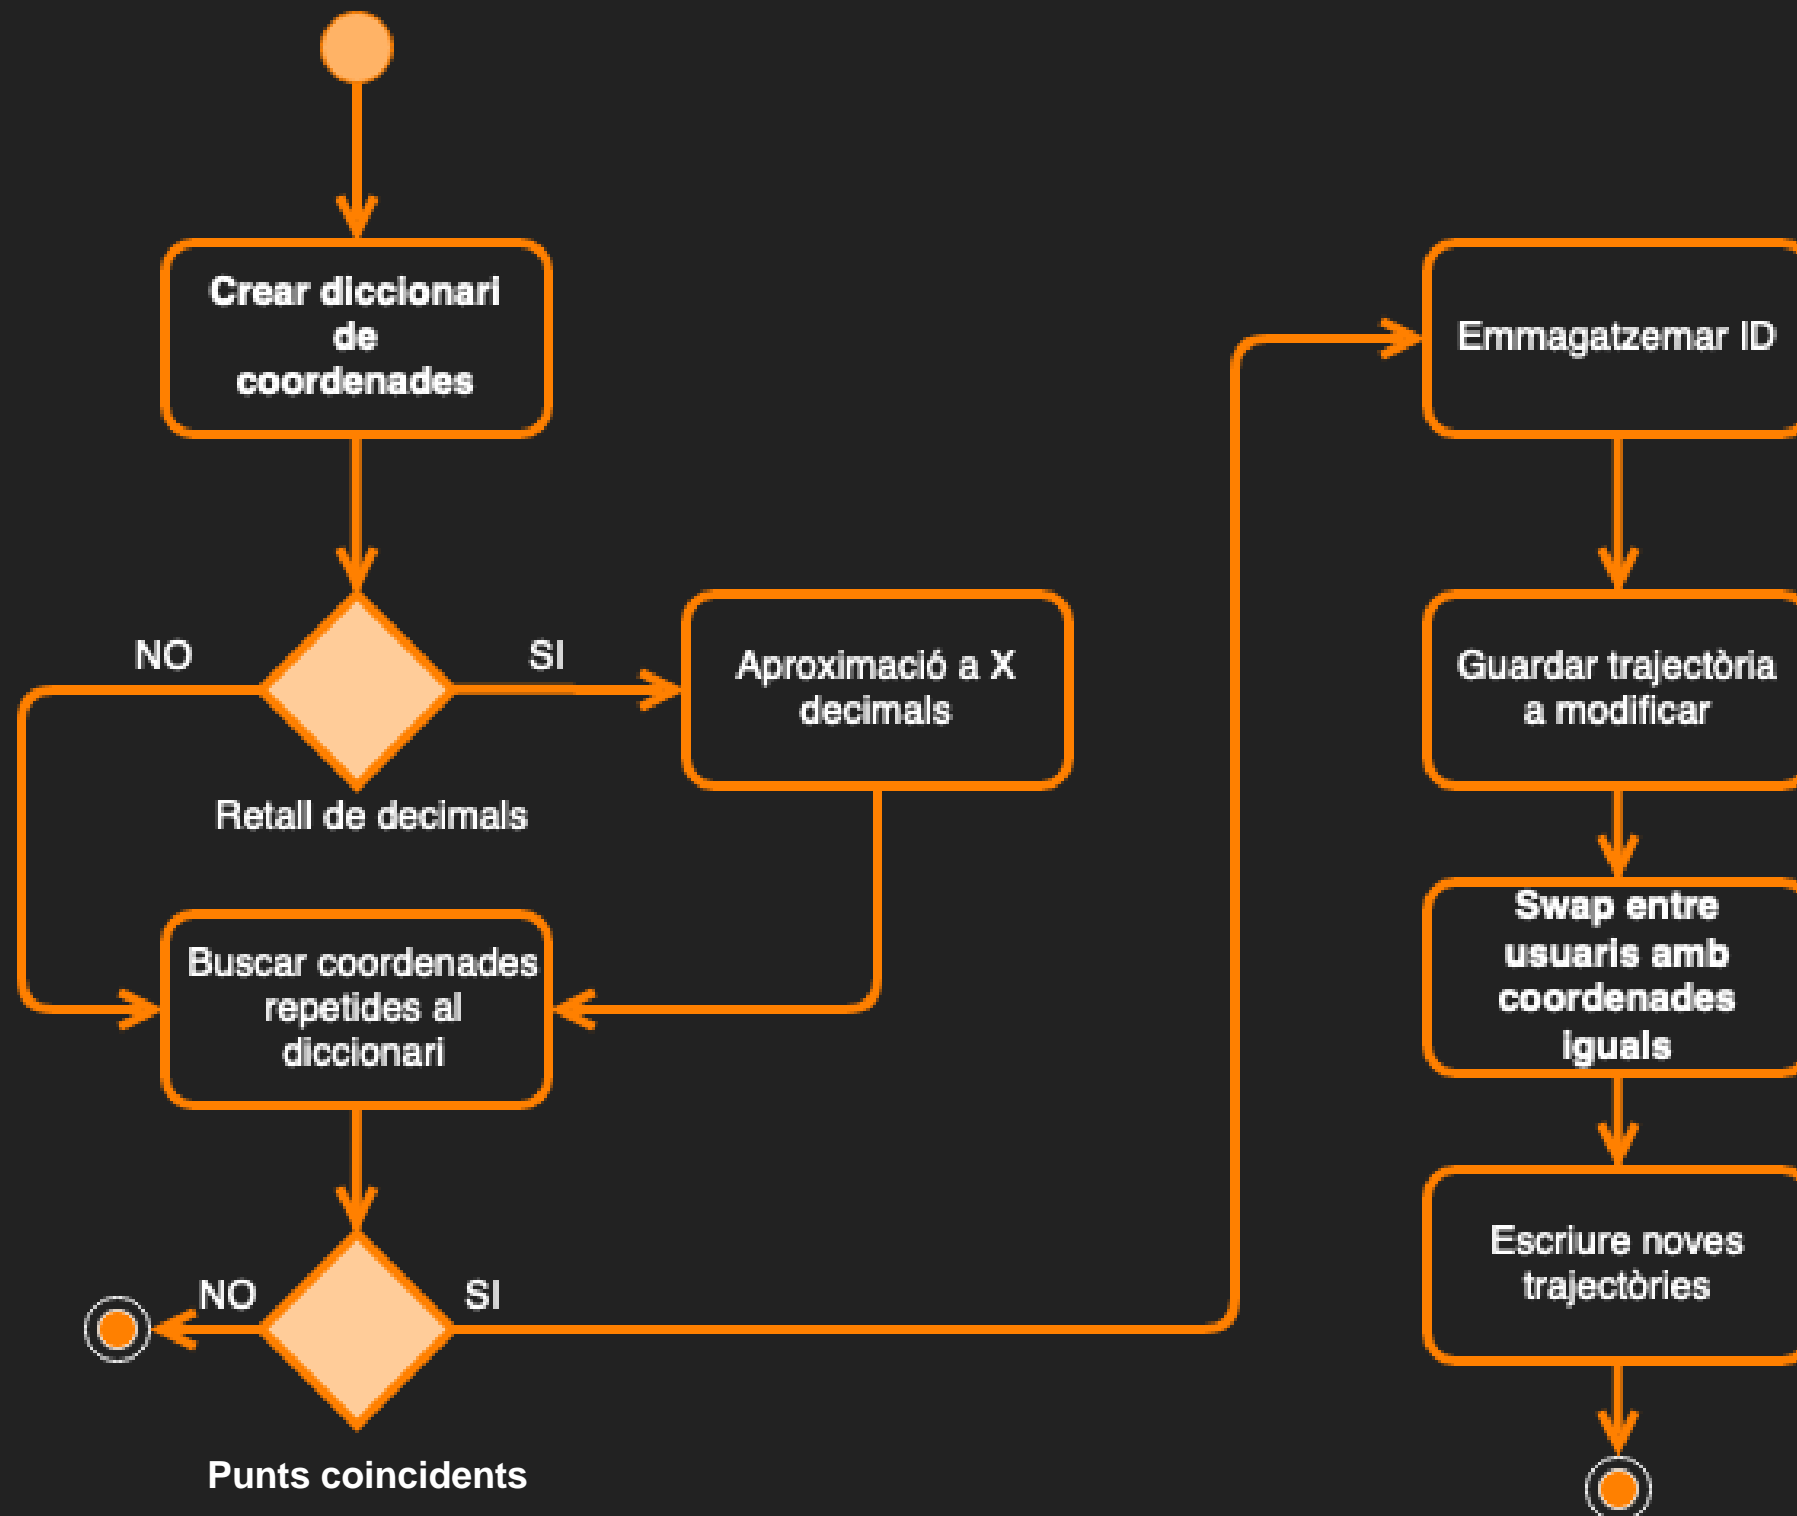 Crear diccionari
de
coordenades
NO
SI
Aproximació a X
decimals
Retall de decimals
Buscar coordenades
repetides al
diccionari
NO
SI
Punts coincidents
Emmagatzemar ID
Guardar trajectòria
a modificar
Swap entre
usuaris amb
coordenades
iguals
Escriure noves
trajectòries